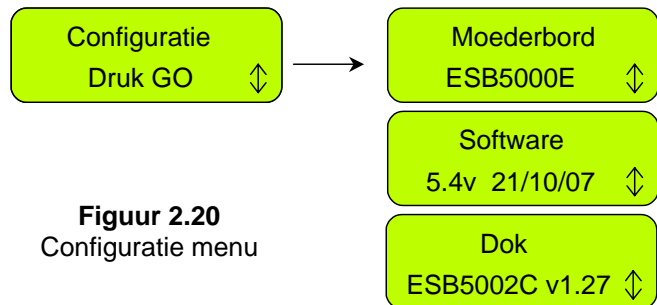 Configuratie
Druk GO
Moederbord
ESB5000E
Software
5.4v 21/10/07
Dok
ESB5002C v1.27
Figuur 2.20
Configuratie menu